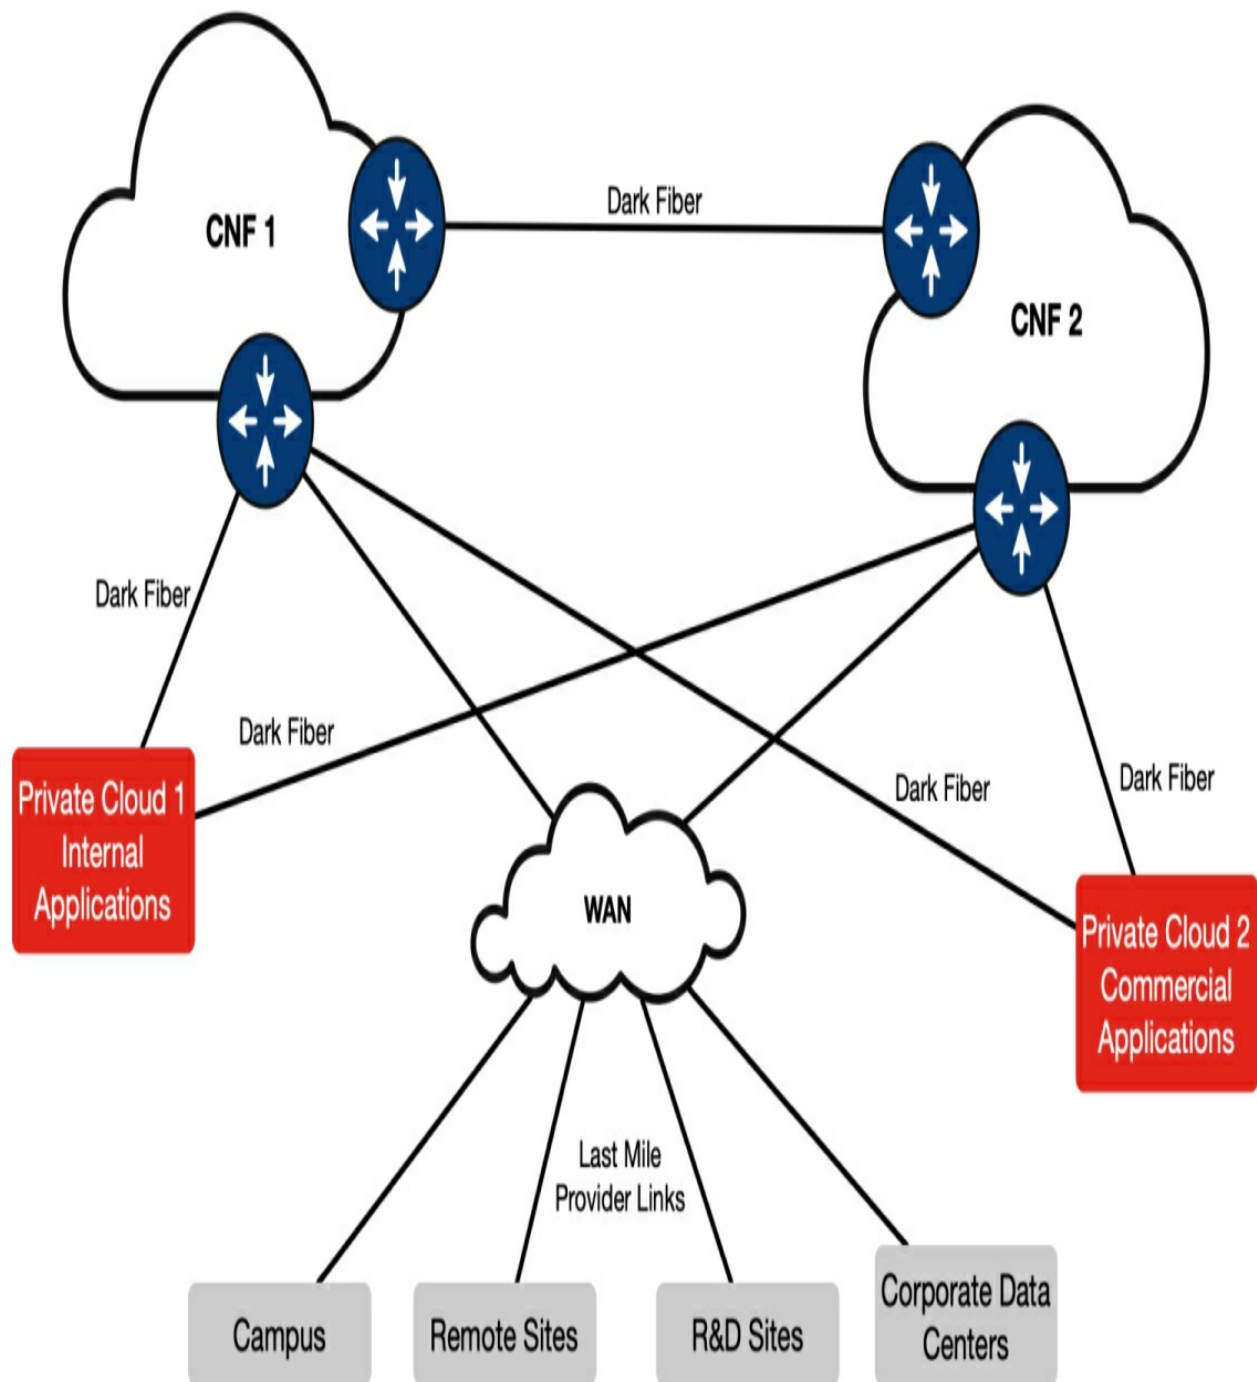 CNF 1
Dark Fiber
CNF 2
Dark Fiber
Dark Fiber
Dark Fiber
Dark Fiber
Private Cloud 1
Internal
Applications
WAN
Private Cloud 2
Commercial
Applications
Last Mile
Provider Links
Campus
Remote Sites
R&D Sites
Corporate Data
Centers